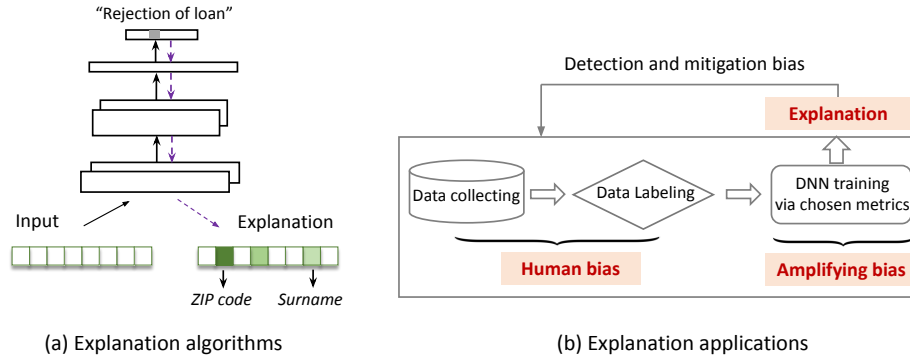 “Rejection of loan”
Input
Explanation
ZIP code
Surname
(a) Explanation algorithms
Detection and mitigation bias
Explanation
Data collecting
Data Labeling
DNN training
via chosen metrics
Human bias
Amplifying bias
(b) Explanation applications